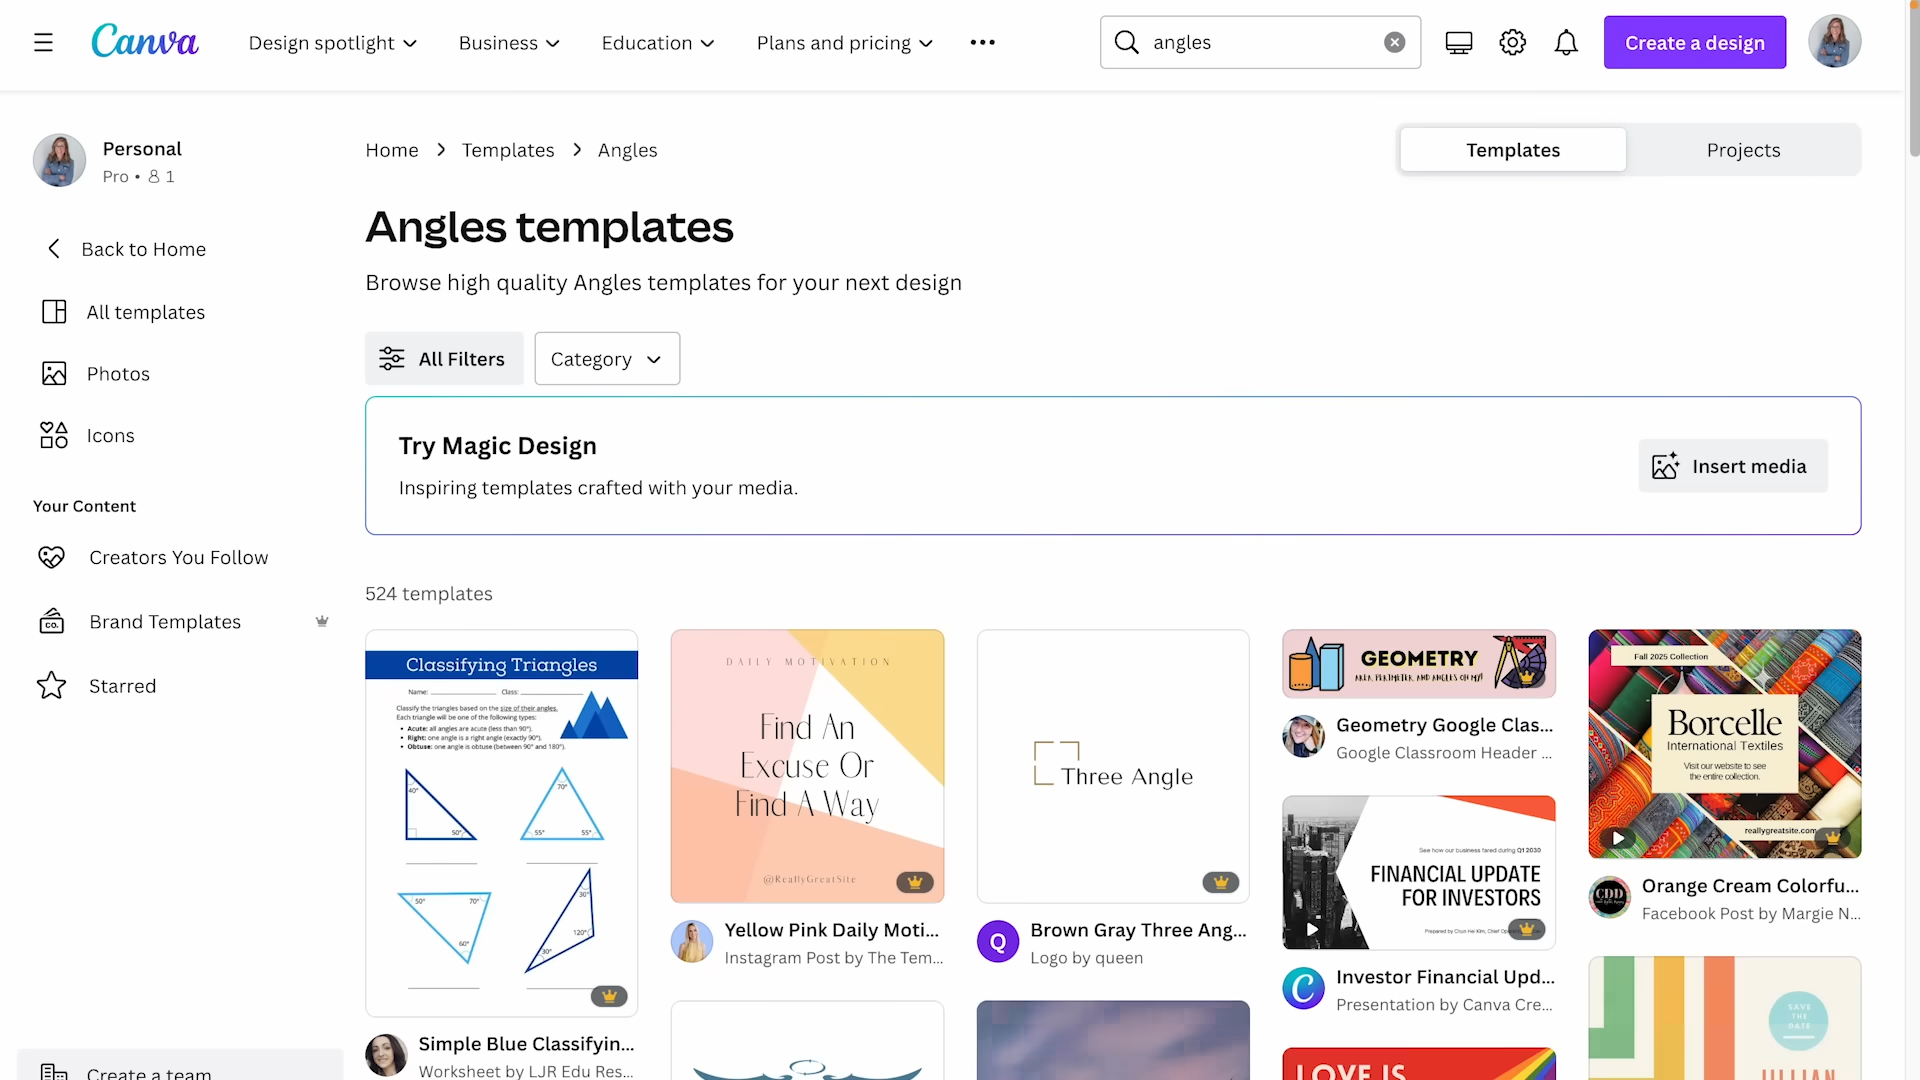 Canva
Design spotlight
Business
Education
Plans and pricing
angles
Create a design
Personal
Pro • 1
Back to Home
All templates
Photos
Icons
Your Content
Creators You Follow
CO.
Brand Templates
Starred
Create a team
Home > Templates > Angles
Templates
Projects
Angles templates
Browse high quality Angles templates for your next design
All Filters
Category
Try Magic Design
Inspiring templates crafted with your media.
Insert media
524 templates
Classifying Triangles
Name: Class:
Classify the triangles based on the size of their angles.
Each triangle will be one of the following types:
• Acute: all angles are acute (less than 90°).
• Right: one angle is a right angle (exactly 90°).
• Obtuse: one angle is obtuse (between 90° and 180°).
40°
50°
70°
55°
55°
50°
70°
60°
30°
120°
30°
Simple Blue Classifyin...
Worksheet by LJR Edu Res...
DAILY MOTIVATION
Find An
Excuse Or
Find A Way
@ReallyGreatSite
Yellow Pink Daily Moti...
Instagram Post by The Tem...
Three Angle
Q
Brown Gray Three Ang...
Logo by queen
GEOMETRY
AREA, PERIMETER, AND ANGLES OH MY!
Geometry Google Clas...
Google Classroom Header ...
See how our business fared during Q1 2030
FINANCIAL UPDATE
FOR INVESTORS
Prepared by Chun Hei Kim, Chief
C
Investor Financial Upd...
Presentation by Canva Cre...
LOVE IS
Fall 2025 Collection
Borcelle
International Textiles
Visit our website to see
the entire collection.
reallygreatsite.com
CDD
Orange Cream Colorfu...
Facebook Post by Margie N...
SAVE
THE
DATE
JILLIAN